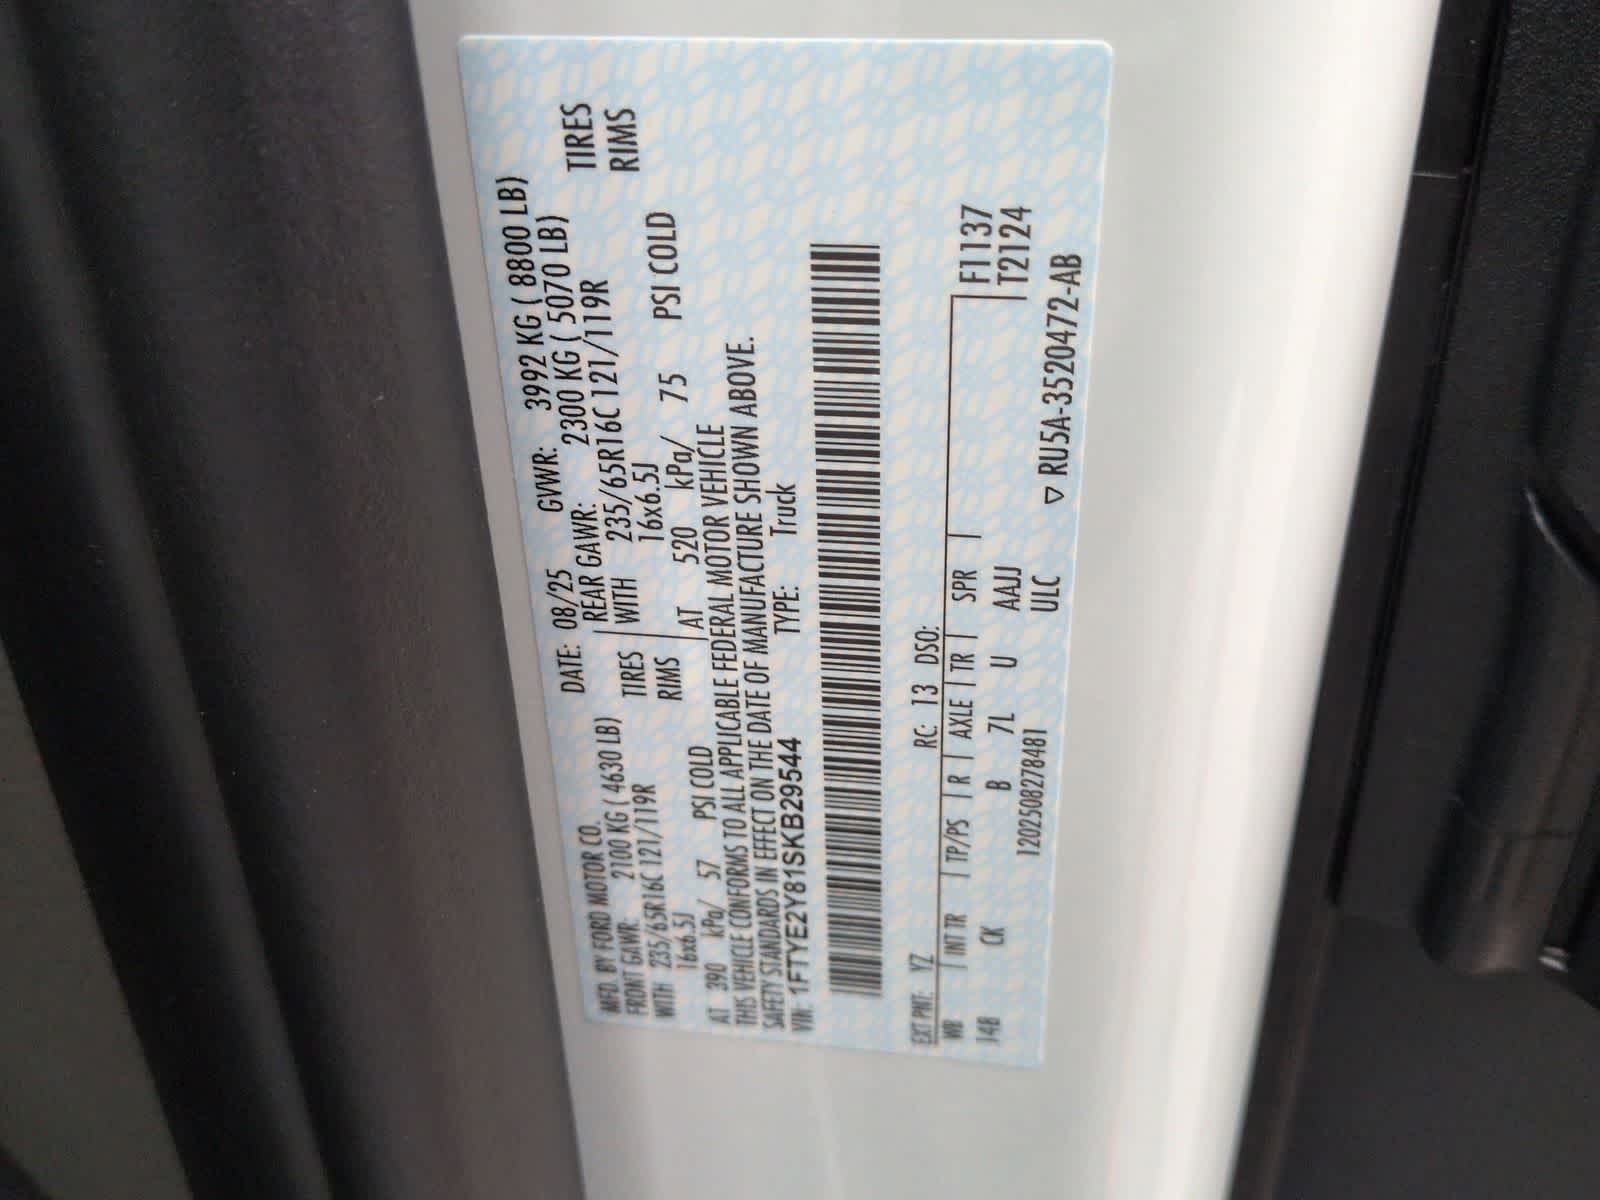 MFD. BY FORD MOTOR CO. DATE: 08/25 GVWR: 3992 KG ( 8800 LB)
FRONT GAWR: 2100 KG ( 4630 LB) REAR GAWR: 2300 KG ( 5070 LB)
WITH 235/65R16C 121/119R TIRES WITH 235/65R16C 121/119R TIRES
16x6.5J RIMS 16x6.5J RIMS
AT 390 kPa/ 57 PSI COLD AT 520 kPa/ 75 PSI COLD
THIS VEHICLE CONFORMS TO ALL APPLICABLE FEDERAL MOTOR VEHICLE
SAFETY STANDARDS IN EFFECT ON THE DATE OF MANUFACTURE SHOWN ABOVE.
VIN: 1FTYE2Y81SKB29544 TYPE: Truck
EXT PNT: YZ RC: 13 DSO:
WB | INT TR | TP/PS | R | AXLE | TR | SPR | F1137
148 CK B 7L U AAJJ T2124
1202508278481 ULC ▽ RU5A-3520472-AB